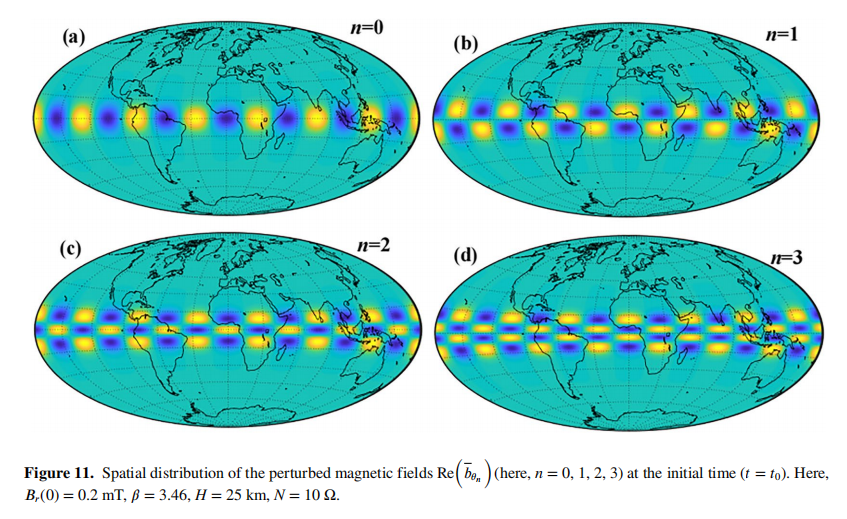 (a)
n=0
(b)
n=1
(c)
n=2
(d)
n=3
Figure 11. Spatial distribution of the perturbed magnetic fields Re(b̅θₙ) (here, n = 0, 1, 2, 3) at the initial time (t = t₀). Here,
Bᵣ(0) = 0.2 mT, β = 3.46, H = 25 km, N = 10 Ω.